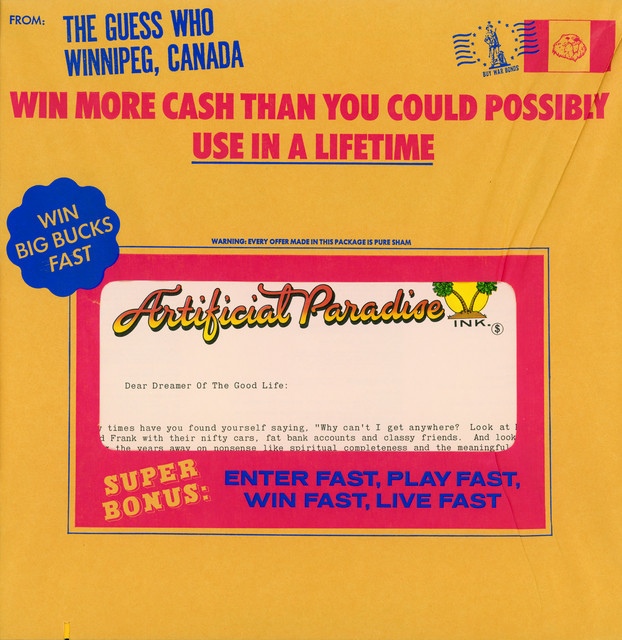 FROM:
THE GUESS WHO
WINNIPEG, CANADA
BUY WAR BONDS
WIN MORE CASH THAN YOU COULD POSSIBLY
USE IN A LIFETIME
WIN
BIG BUCKS
FAST
WARNING: EVERY OFFER MADE IN THIS PACKAGE IS PURE SHAM
Artificial Paradise
INK. $
Dear Dreamer Of The Good Life:
times have you found yourself saying, "Why can't I get anywhere? Look at
d Frank with their nifty cars, fat bank accounts and classy friends. And look
the years away on nonsense like spiritual completeness and the meaningful
SUPER
BONUS:
ENTER FAST, PLAY FAST,
WIN FAST, LIVE FAST